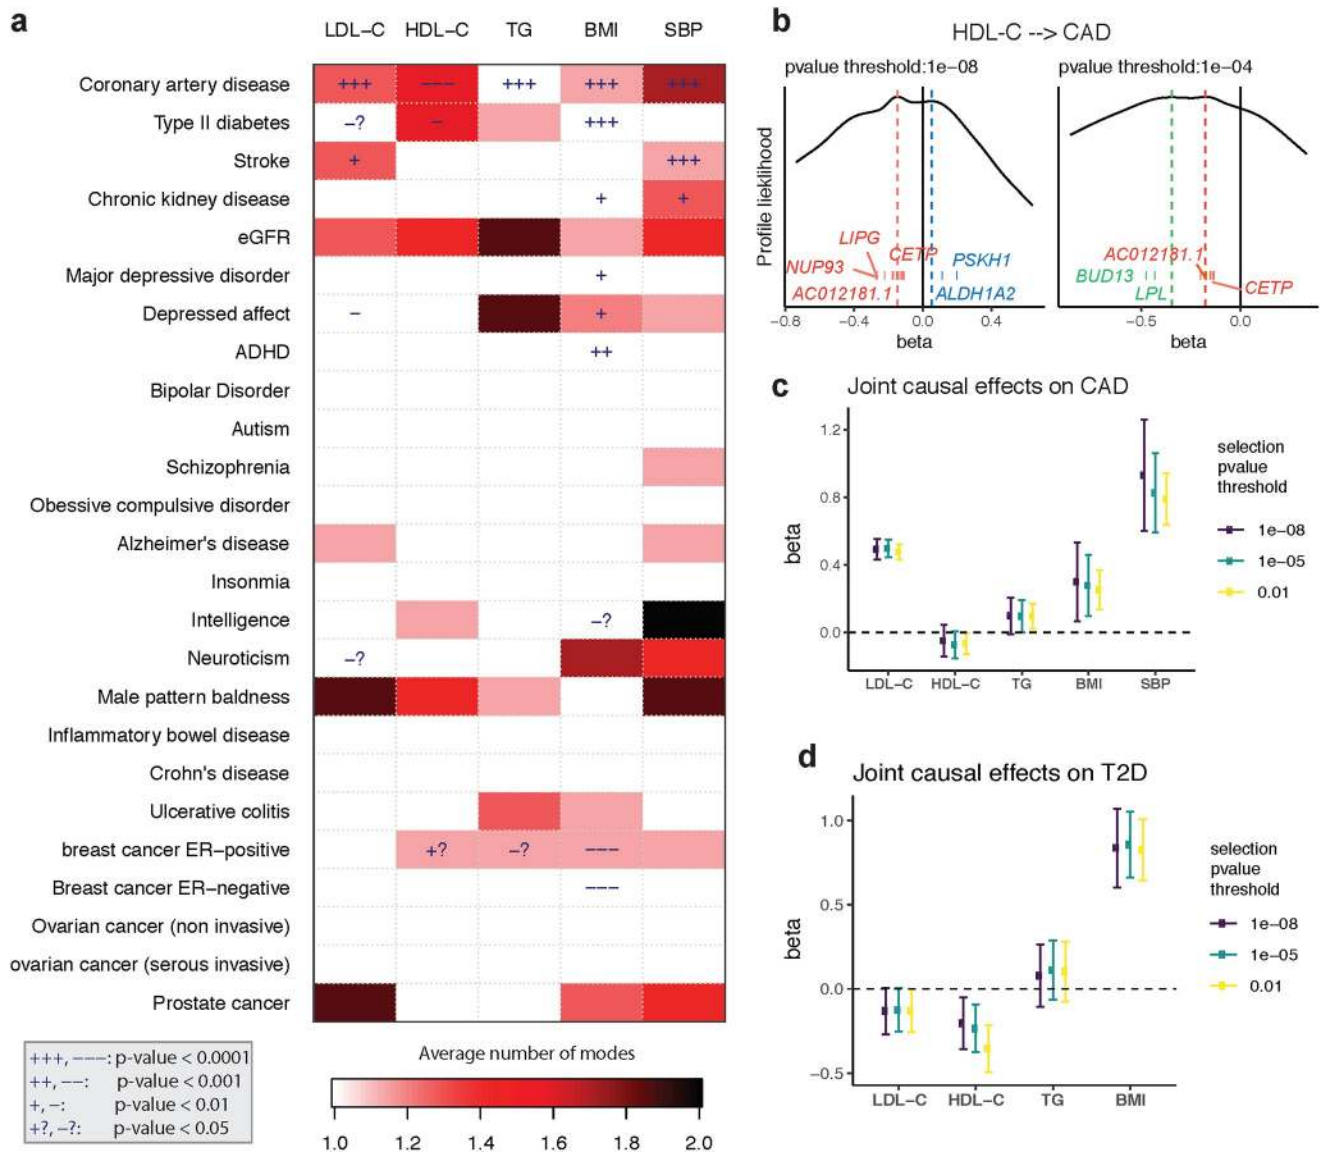 a
LDL−C HDL−C TG BMI SBP
Coronary artery disease +++ −−− +++ +++ +++
Type II diabetes −? − +++
Stroke + +++
Chronic kidney disease + +
eGFR
Major depressive disorder +
Depressed affect − +
ADHD ++
Bipolar Disorder
Autism
Schizophrenia
Obessive compulsive disorder
Alzheimer's disease
Insonmia
Intelligence −?
Neuroticism −?
Male pattern baldness
Inflammatory bowel disease
Crohn's disease
Ulcerative colitis
breast cancer ER−positive +? −? −−−
Breast cancer ER−negative −−−
Ovarian cancer (non invasive)
ovarian cancer (serous invasive)
Prostate cancer
+++, −−−: p-value < 0.0001
++, −−: p-value < 0.001
+, −: p-value < 0.01
+?, −?: p-value < 0.05
Average number of modes
1.0 1.2 1.4 1.6 1.8 2.0
b
HDL-C --> CAD
pvalue threshold:1e−08
Profile lieklihood
LIPG
CETP
NUP93
PSKH1
AC012181.1
ALDH1A2
−0.8 −0.4 0.0 0.4
beta
pvalue threshold:1e−04
AC012181.1
BUD13
CETP
LPL
−0.5 0.0
beta
c
Joint causal effects on CAD
beta
1.2
0.8
0.4
0.0
LDL−C HDL−C TG BMI SBP
selection
pvalue
threshold
1e−08
1e−05
0.01
d
Joint causal effects on T2D
beta
1.0
0.5
0.0
−0.5
LDL−C HDL−C TG BMI
selection
pvalue
threshold
1e−08
1e−05
0.01